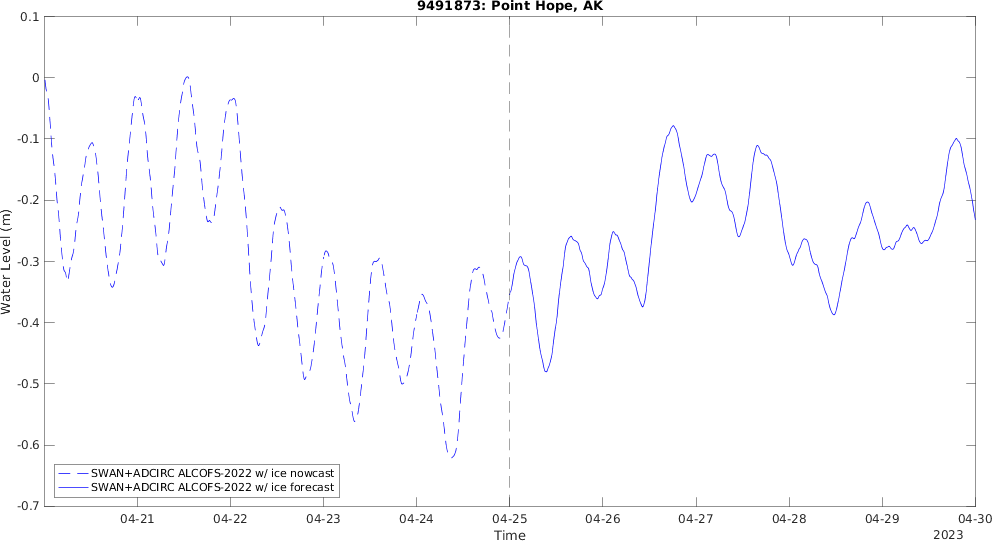 9491873: Point Hope, AK
0.1
0
-0.1
-0.2
-0.3
-0.4
-0.5
-0.6
-0.7
Water Level (m)
SWAN+ADCIRC ALCOFS-2022 w/ ice nowcast
SWAN+ADCIRC ALCOFS-2022 w/ ice forecast
04-21 04-22 04-23 04-24 04-25 04-26 04-27 04-28 04-29 04-30
Time
2023